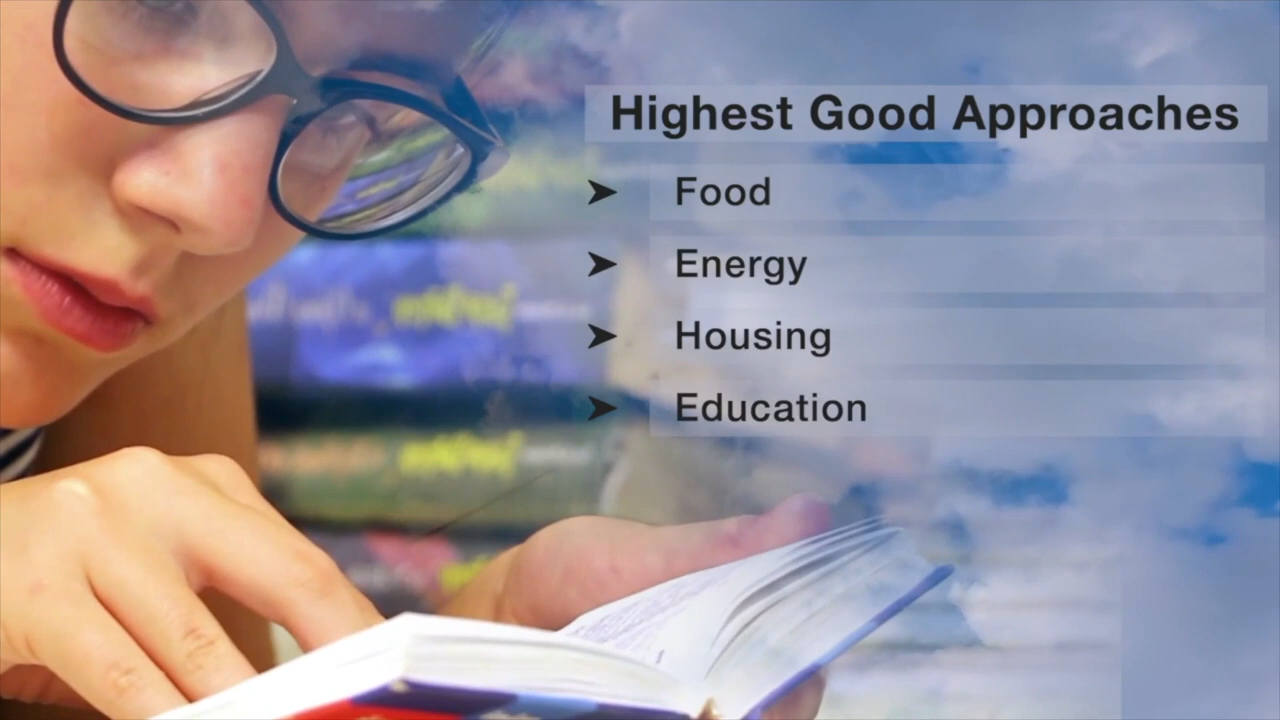 Highest Good Approaches
➤ Food
➤ Energy
➤ Housing
➤ Education